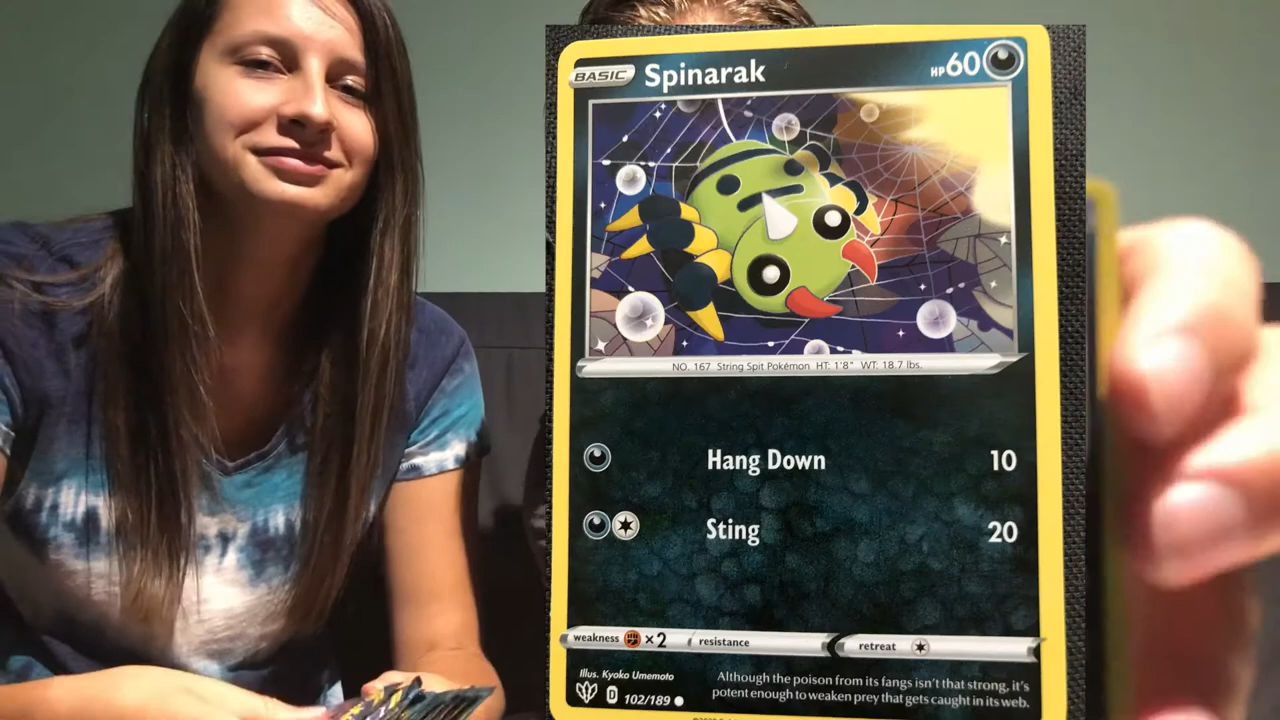 BASIC Spinarak HP60
NO. 167 String Spit Pokémon HT: 1'8" WT: 18.7 lbs.
Hang Down 10
Sting 20
weakness ×2 resistance retreat
Illus. Kyoko Umemoto
D 102/189
Although the poison from its fangs isn't that strong, it's
potent enough to weaken prey that gets caught in its web.